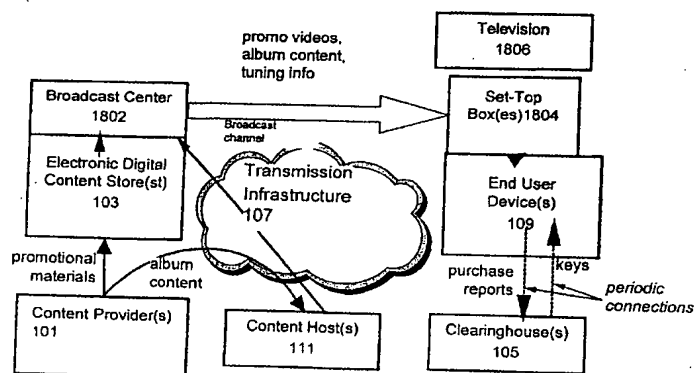 promo videos,
album content,
tuning info
Television
1806
Broadcast Center
1802
Set-Top
Box(es)1804
Broadcast
channel
Electronic Digital
Content Store(st)
103
Transmission
Infrastructure
107
End User
Device(s)
109
promotional
materials
album
content
purchase
reports
keys
periodic
connections
Content Provider(s)
101
Content Host(s)
111
Clearinghouse(s)
105